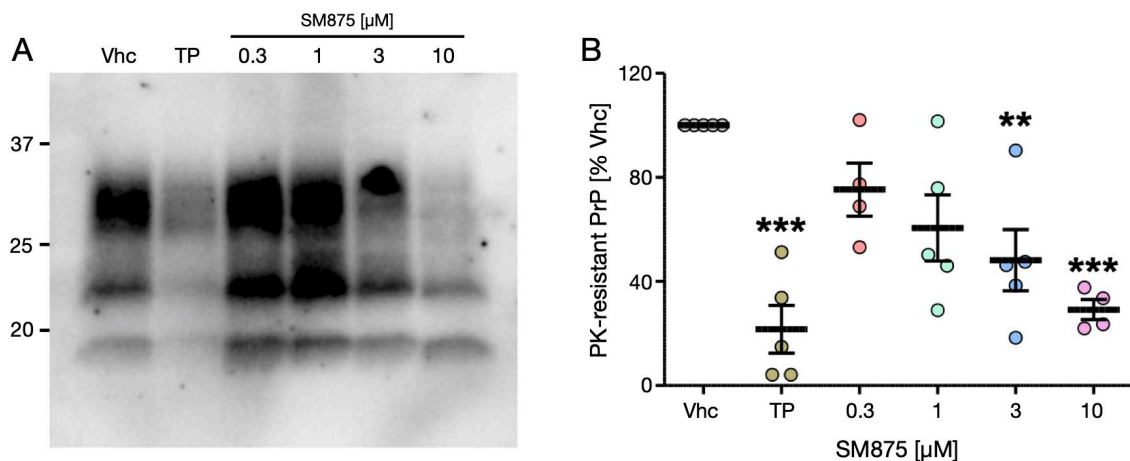 A
SM875 [µM]
Vhc TP 0.3 1 3 10
37
25
20
B
PK-resistant PrP [% Vhc]
120
80
40
0
***
**
***
Vhc TP 0.3 1 3 10
SM875 [µM]